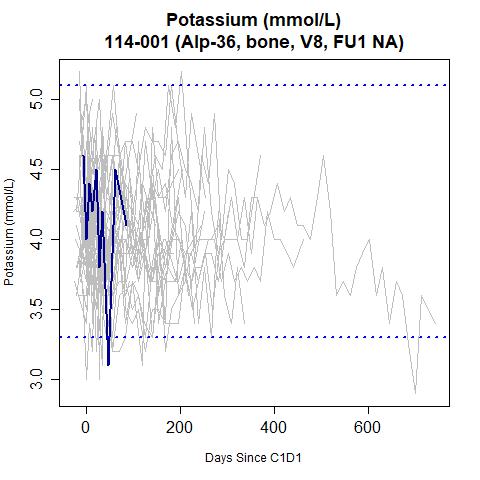 Potassium (mmol/L)
114-001 (Alp-36, bone, V8, FU1 NA)
Potassium (mmol/L)
5.0
4.5
4.0
3.5
3.0
0
200
400
600
Days Since C1D1